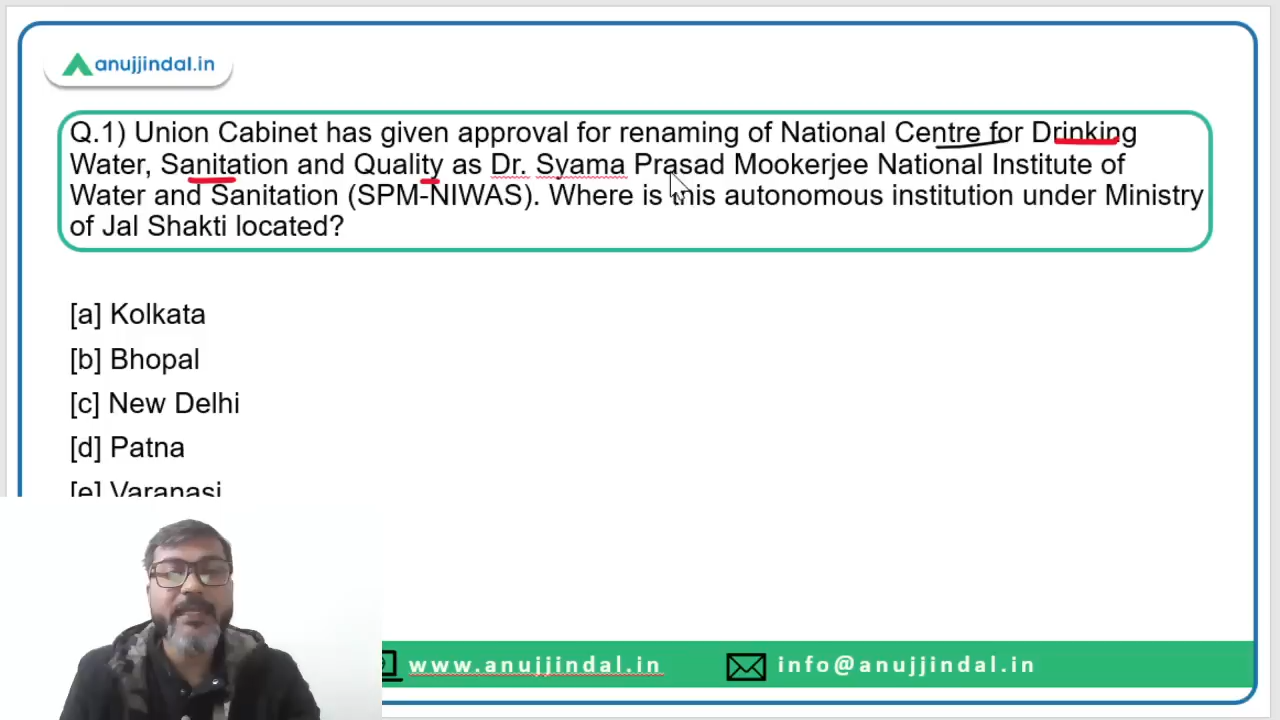 anujjindal.in
Q.1) Union Cabinet has given approval for renaming of National Centre for Drinking
Water, Sanitation and Quality as Dr. Syama Prasad Mookerjee National Institute of
Water and Sanitation (SPM-NIWAS). Where is this autonomous institution under Ministry
of Jal Shakti located?
[a] Kolkata
[b] Bhopal
[c] New Delhi
[d] Patna
[e] Varanasi
www.anujjindal.in
info@anujjindal.in